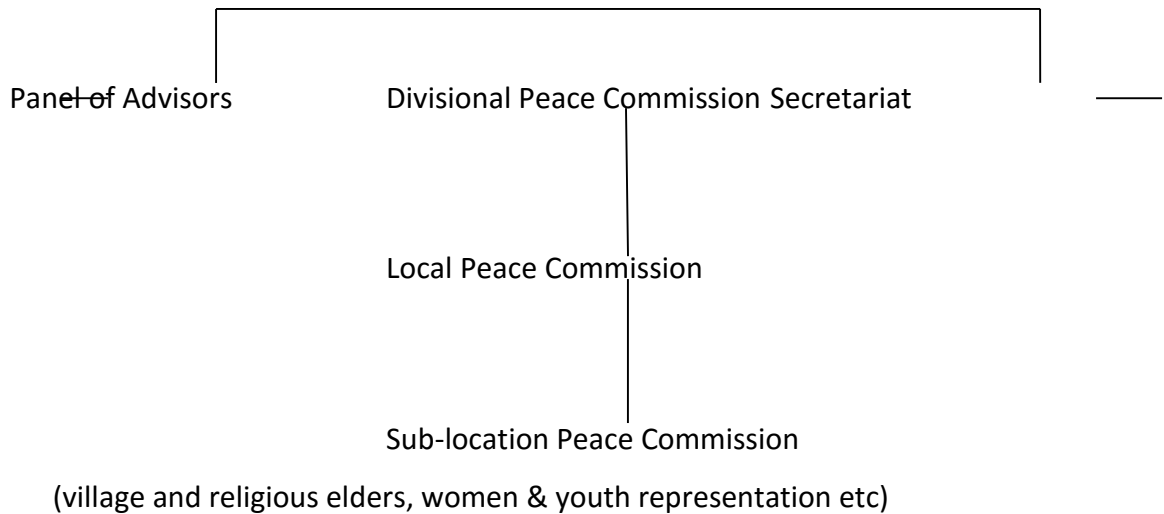 Panel of Advisors Divisional Peace Commission Secretariat
Local Peace Commission
Sub-location Peace Commission
(village and religious elders, women & youth representation etc)